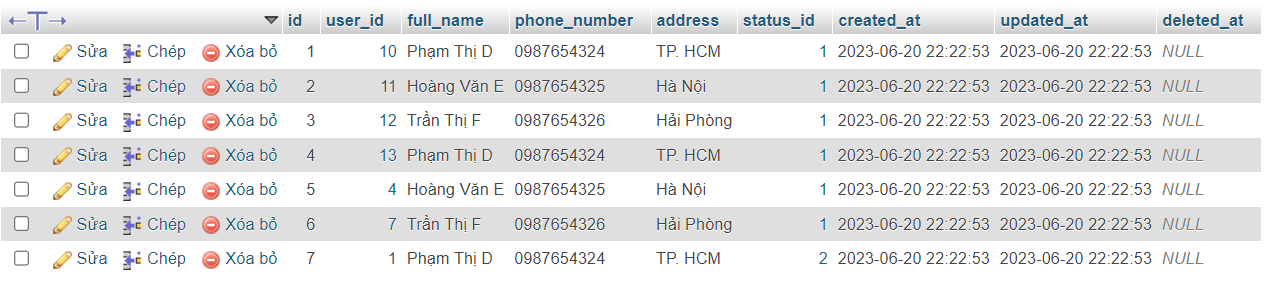 id user_id full_name phone_number address status_id created_at updated_at deleted_at
Sửa Chép Xóa bỏ 1 10 Phạm Thị D 0987654324 TP. HCM 1 2023-06-20 22:22:53 2023-06-20 22:22:53 NULL
Sửa Chép Xóa bỏ 2 11 Hoàng Văn E 0987654325 Hà Nội 1 2023-06-20 22:22:53 2023-06-20 22:22:53 NULL
Sửa Chép Xóa bỏ 3 12 Trần Thị F 0987654326 Hải Phòng 1 2023-06-20 22:22:53 2023-06-20 22:22:53 NULL
Sửa Chép Xóa bỏ 4 13 Phạm Thị D 0987654324 TP. HCM 1 2023-06-20 22:22:53 2023-06-20 22:22:53 NULL
Sửa Chép Xóa bỏ 5 4 Hoàng Văn E 0987654325 Hà Nội 1 2023-06-20 22:22:53 2023-06-20 22:22:53 NULL
Sửa Chép Xóa bỏ 6 7 Trần Thị F 0987654326 Hải Phòng 1 2023-06-20 22:22:53 2023-06-20 22:22:53 NULL
Sửa Chép Xóa bỏ 7 1 Phạm Thị D 0987654324 TP. HCM 2 2023-06-20 22:22:53 2023-06-20 22:22:53 NULL